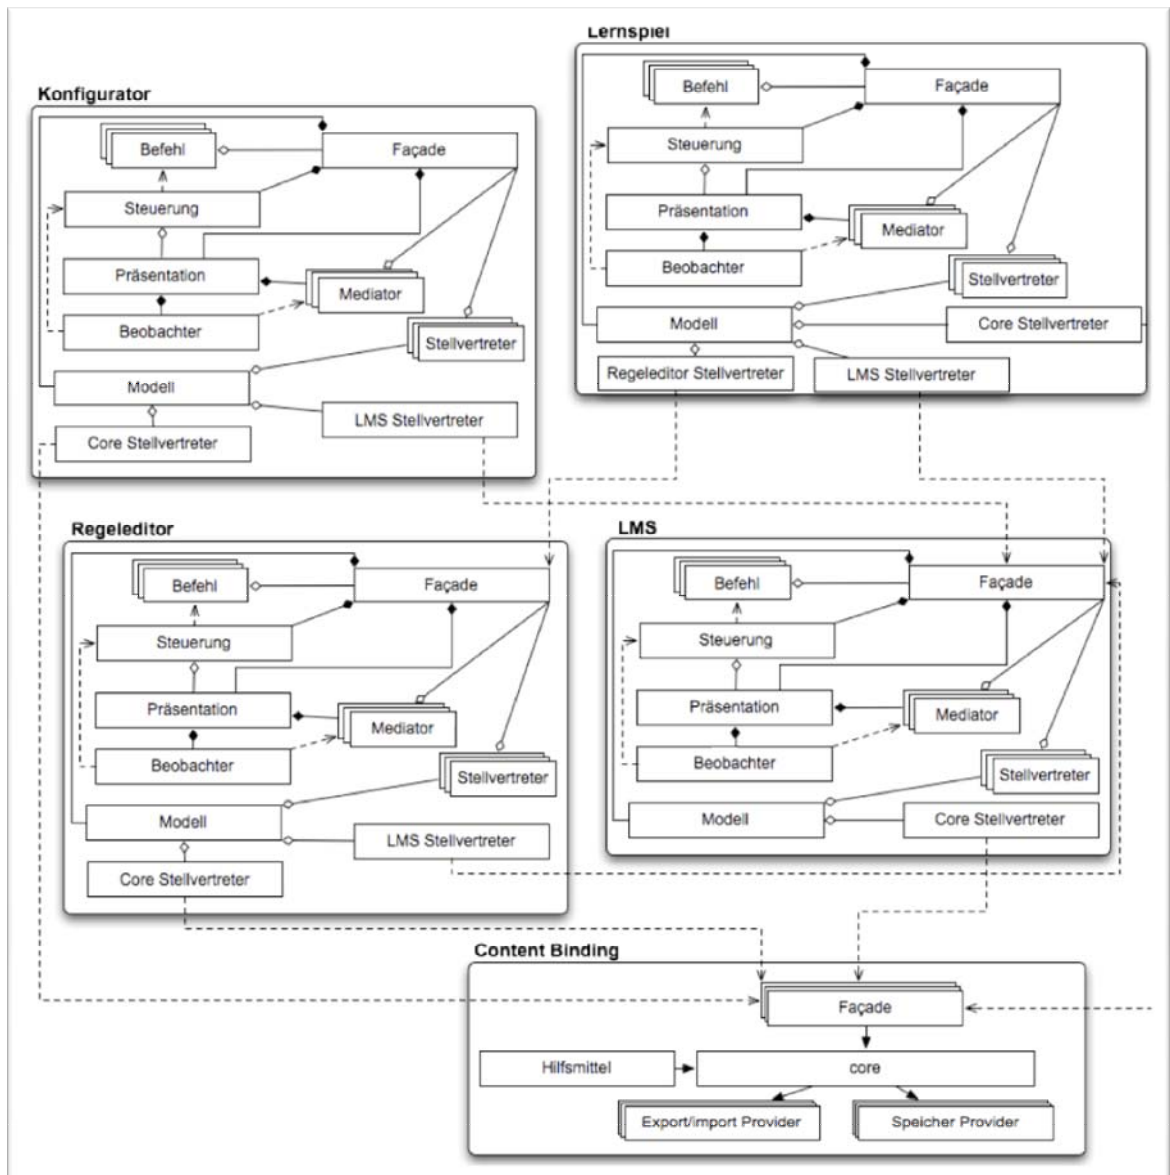 Lernspiel
Befehl
Façade
Steuerung
Präsentation
Mediator
Beobachter
Stellvertreter
Modell
Core Stellvertreter
Regeleditor Stellvertreter
LMS Stellvertreter
Konfigurator
Befehl
Façade
Steuerung
Präsentation
Mediator
Beobachter
Stellvertreter
Modell
LMS Stellvertreter
Core Stellvertreter
Regeleditor
Befehl
Façade
Steuerung
Präsentation
Mediator
Beobachter
Stellvertreter
Modell
LMS Stellvertreter
Core Stellvertreter
LMS
Befehl
Façade
Steuerung
Präsentation
Mediator
Beobachter
Stellvertreter
Modell
Core Stellvertreter
Content Binding
Façade
Hilfsmittel
core
Export/import Provider
Speicher Provider